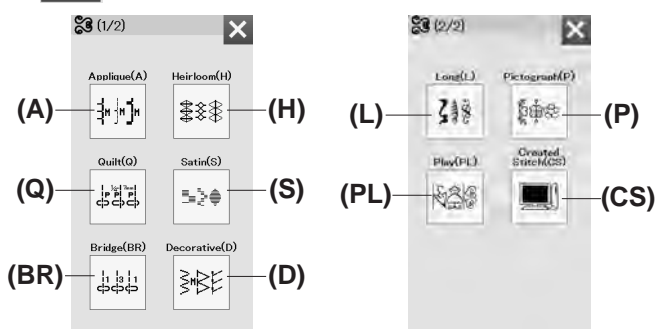 (1/2)
Applique(A) Heirloom(H)
(A) (H)
Quilt(Q) Satin(S)
(Q) (S)
Bridge(BR) Decorative(D)
(BR) (D)
(2/2)
Long(L) Pictograph(P)
(L) (P)
Play(PL) Created
Stitch(CS)
(PL) (CS)